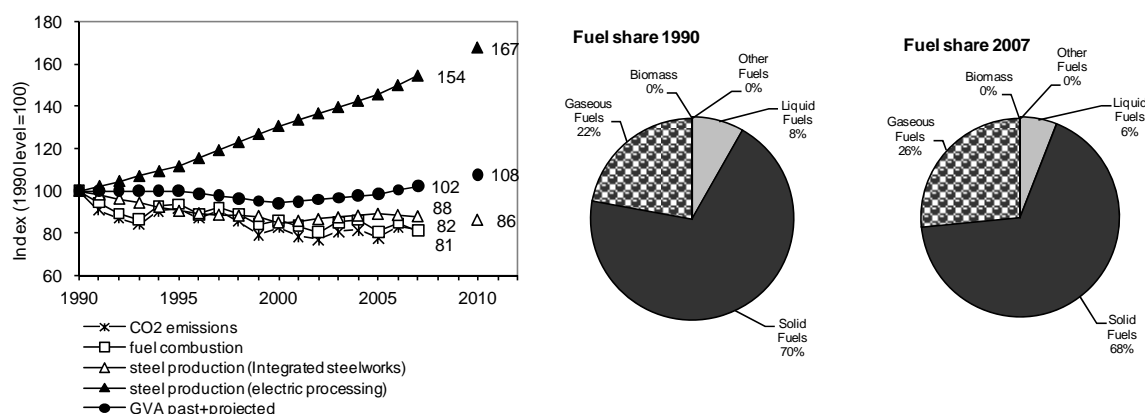 Index (1990 level =100)
180
160
140
120
100
80
60
1990
1995
2000
2005
2010
167
154
108
102
88
86
82
81
CO2 emissions
fuel combustion
steel production (Integrated steelworks)
steel production (electric processing)
GVA past+projected
Fuel share 1990
Biomass
0%
Other
Fuels
0%
Liquid
Fuels
8%
Gaseous
Fuels
22%
Solid
Fuels
70%
Fuel share 2007
Biomass
0%
Other
Fuels
0%
Liquid
Fuels
6%
Gaseous
Fuels
26%
Solid
Fuels
68%